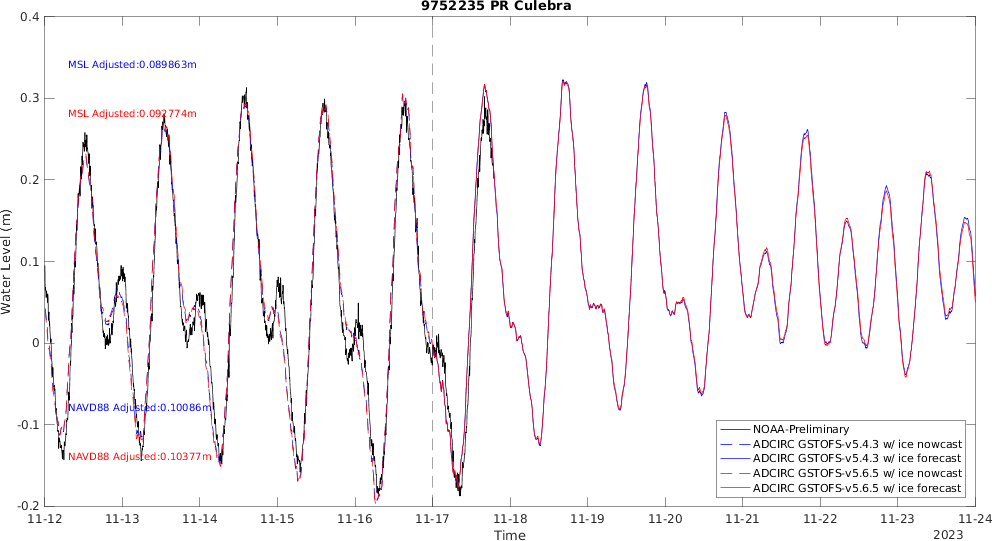 9752235 PR Culebra
0.4
0.3
0.2
0.1
0
-0.1
-0.2
Water Level (m)
MSL Adjusted:0.089863m
MSL Adjusted:0.092774m
NAVD88 Adjusted:0.10086m
NAVD88 Adjusted:0.10377m
NOAA-Preliminary
ADCIRC GSTOFS-v5.4.3 w/ ice nowcast
ADCIRC GSTOFS-v5.4.3 w/ ice forecast
ADCIRC GSTOFS-v5.6.5 w/ ice nowcast
ADCIRC GSTOFS-v5.6.5 w/ ice forecast
11-12 11-13 11-14 11-15 11-16 11-17 11-18 11-19 11-20 11-21 11-22 11-23 11-24
Time
2023